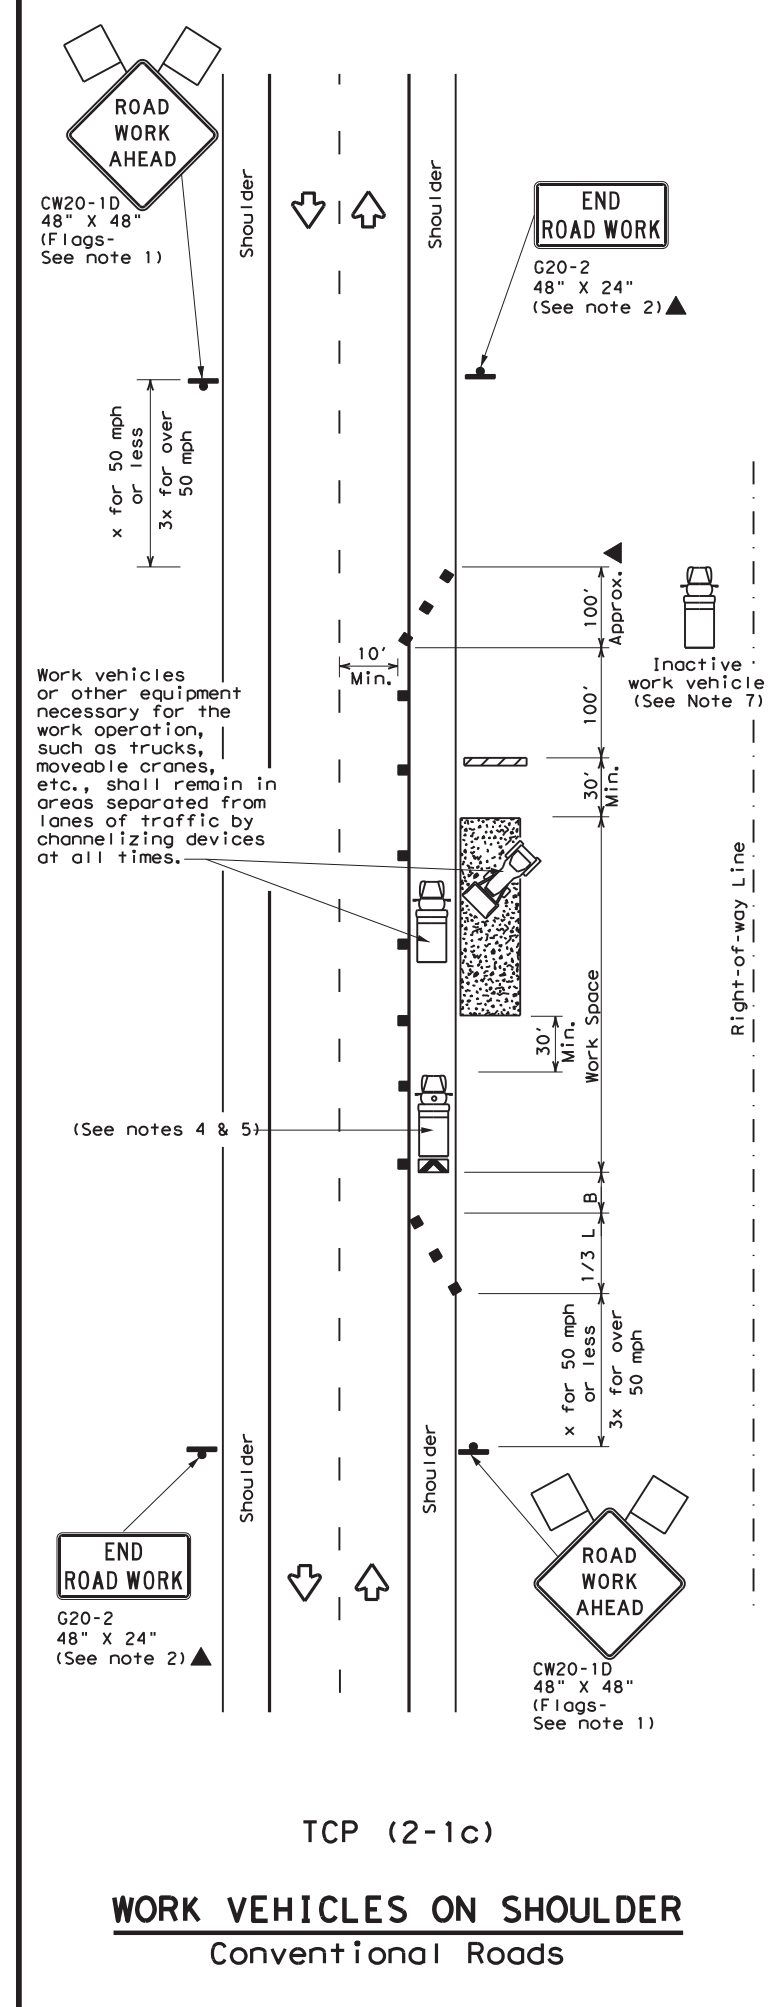 ROAD
WORK
AHEAD
CW20-1D
48" X 48"
(Flags-
See note 1)
Shoulder
Shoulder
END
ROAD WORK
G20-2
48" X 24"
(See note 2)
x for 50 mph
or less
3x for over
50 mph
100'
Approx.
Inactive
work vehicle
(See Note 7)
10'
Min.
100'
30'
Min.
Work vehicles
or other equipment
necessary for the
work operation,
such as trucks,
moveable cranes,
etc., shall remain in
areas separated from
lanes of traffic by
channelizing devices
at all times.
Right-of-way Line
Work Space
30'
Min.
(See notes 4 & 5)
B
1/3 L
x for 50 mph
or less
3x for over
50 mph
Shoulder
Shoulder
END
ROAD WORK
G20-2
48" X 24"
(See note 2)
ROAD
WORK
AHEAD
CW20-1D
48" X 48"
(Flags-
See note 1)
TCP (2-1c)
WORK VEHICLES ON SHOULDER
Conventional Roads